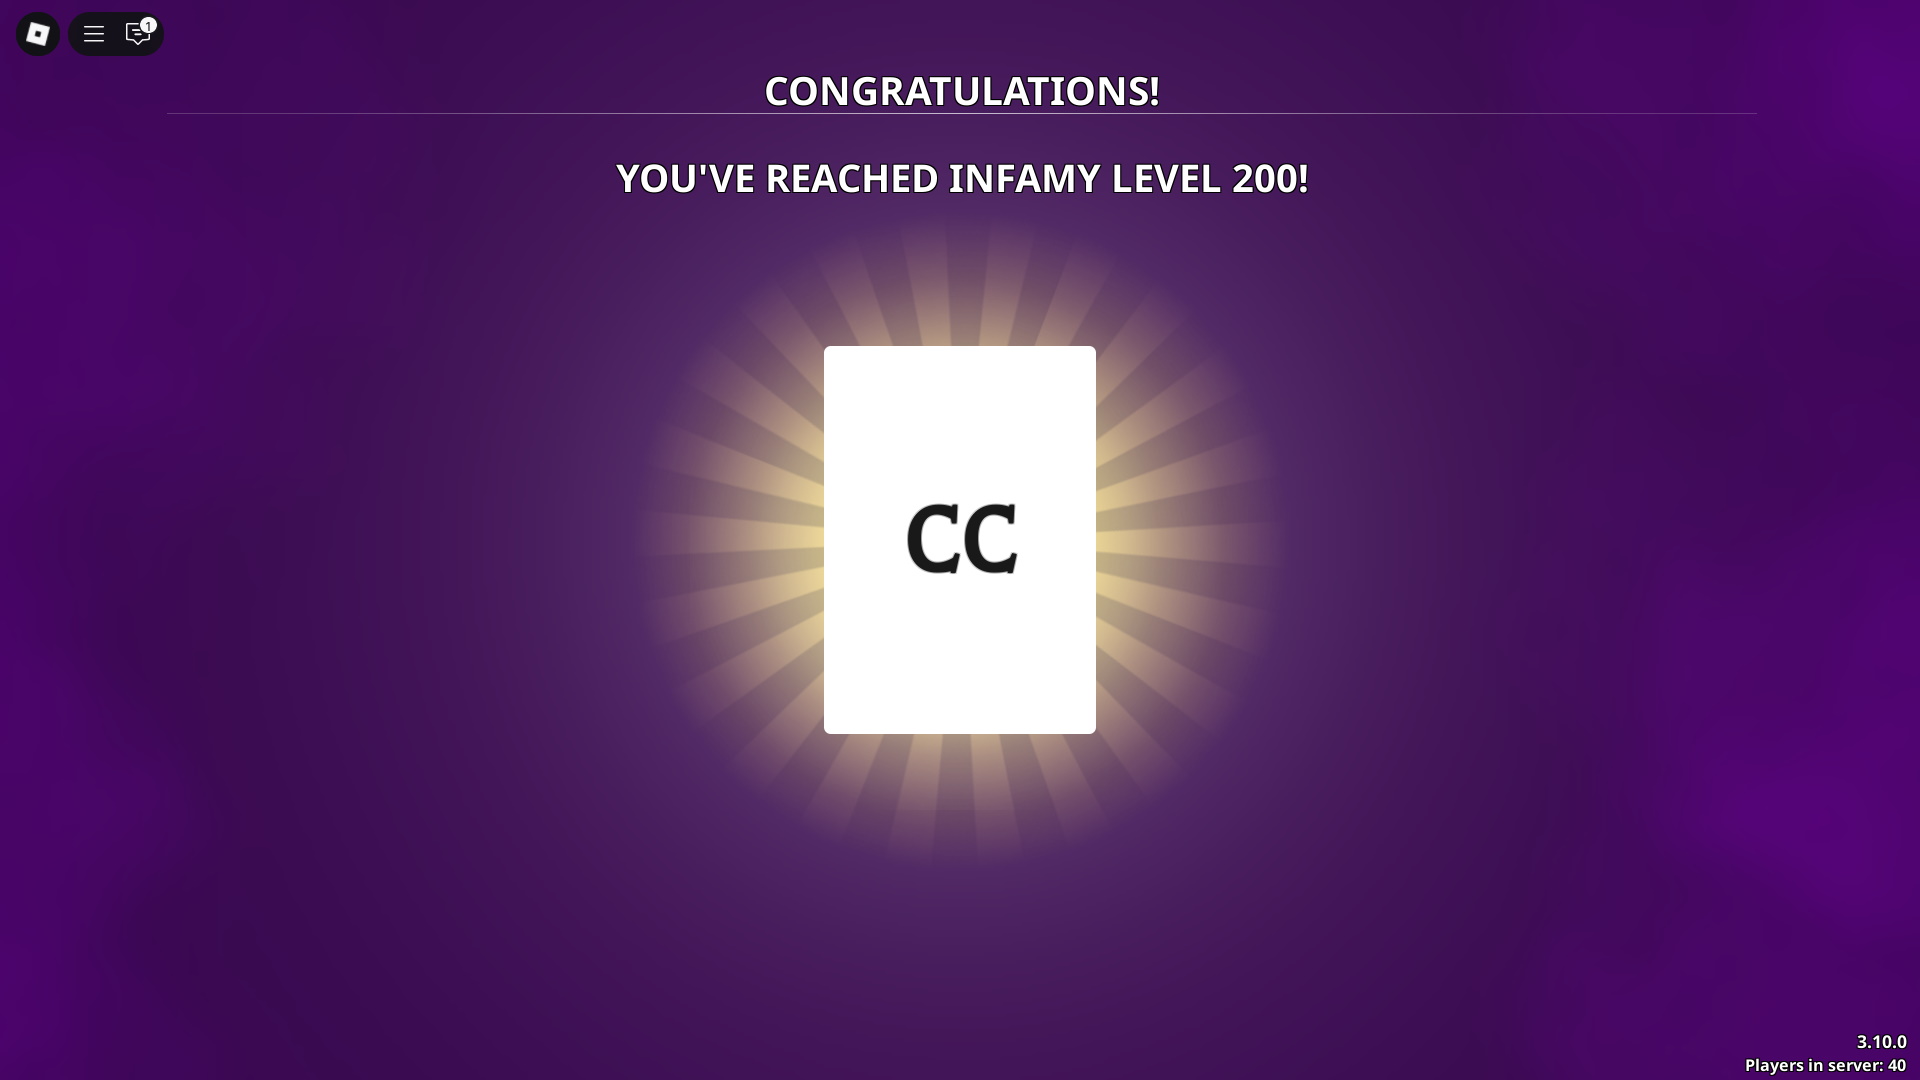 1
CONGRATULATIONS!
YOU'VE REACHED INFAMY LEVEL 200!
CC
3.10.0
Players in server: 40